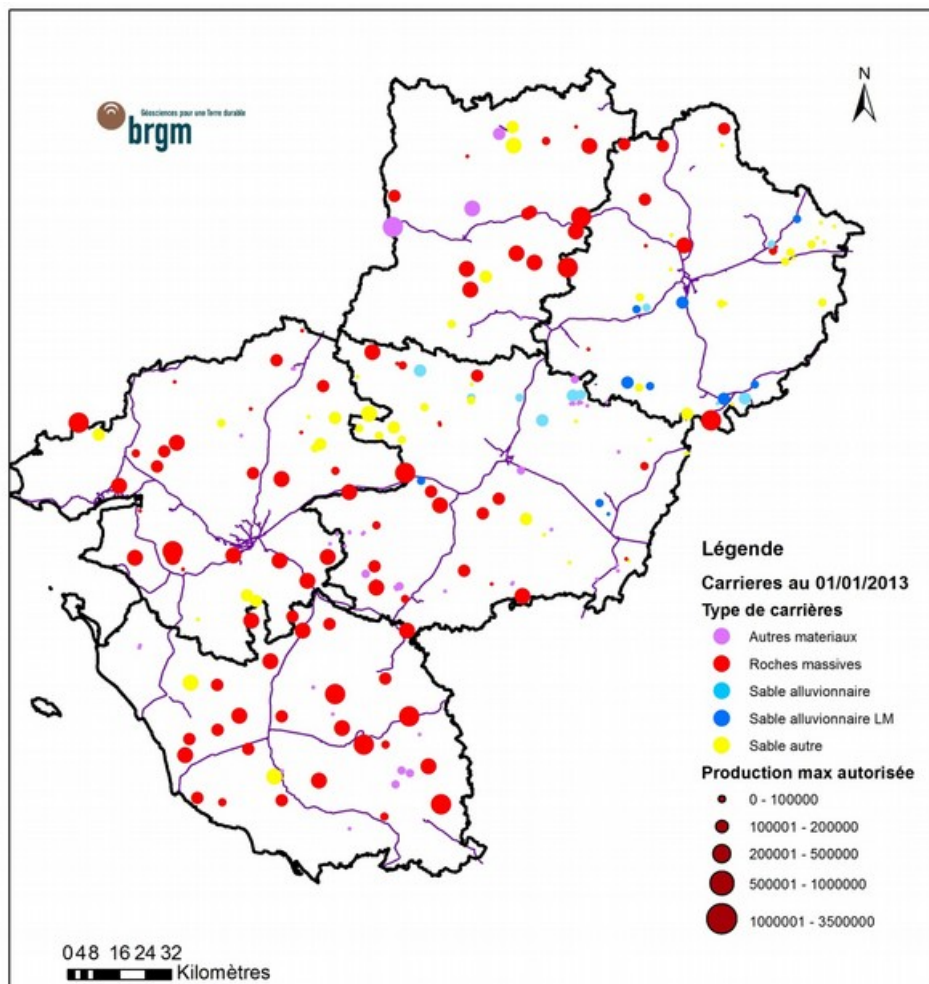 Géosciences pour une Terre durable
brgm
N
Légende
Carrieres au 01/01/2013
Type de carrières
Autres materiaux
Roches massives
Sable alluvionnaire
Sable alluvionnaire LM
Sable autre
Production max autorisée
0 - 100000
100001 - 200000
200001 - 500000
500001 - 1000000
1000001 - 3500000
0 4 8 16 24 32
Kilomètres